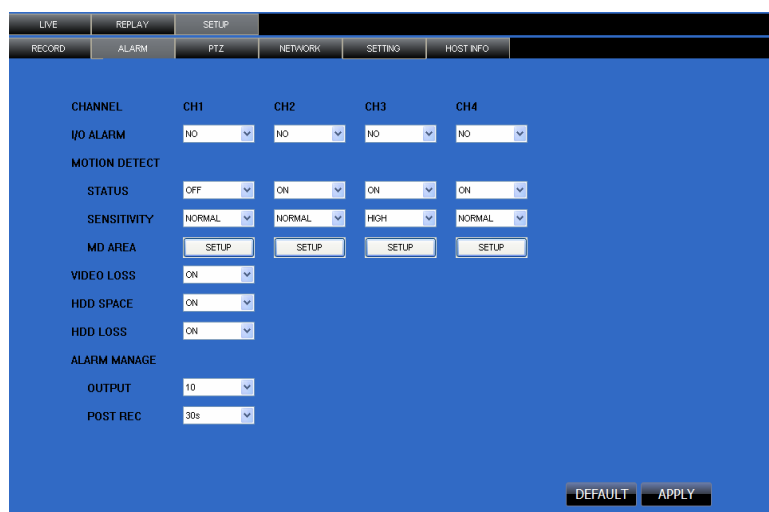 LIVE REPLAY SETUP
RECORD ALARM PTZ NETWORK SETTING HOST INFO
CHANNEL CH1 CH2 CH3 CH4
I/O ALARM NO NO NO NO
MOTION DETECT
STATUS OFF ON ON ON
SENSITIVITY NORMAL NORMAL HIGH NORMAL
MD AREA SETUP SETUP SETUP SETUP
VIDEO LOSS ON
HDD SPACE ON
HDD LOSS ON
ALARM MANAGE
OUTPUT 10
POST REC 30s
DEFAULT APPLY